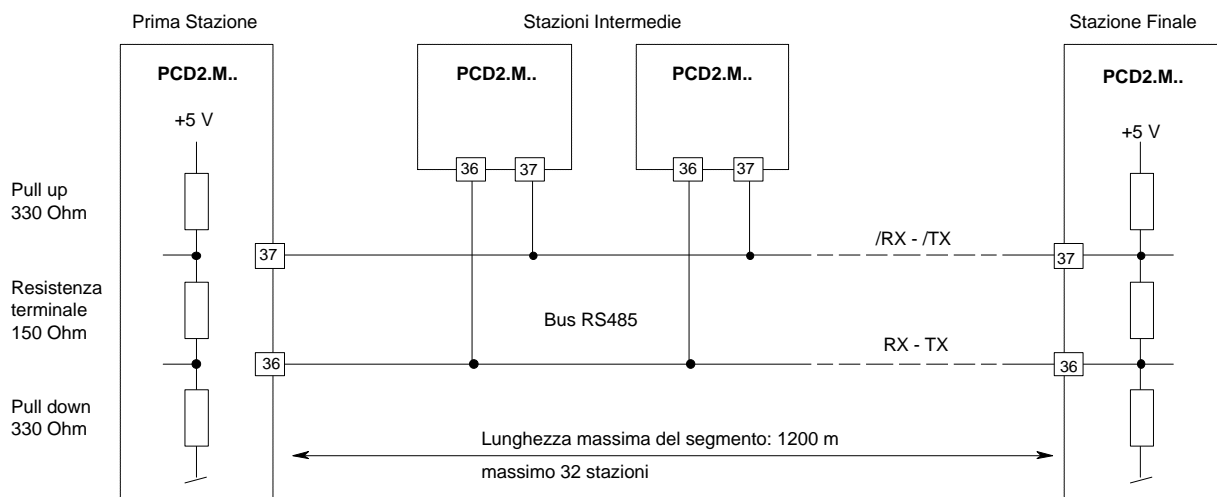 Prima Stazione
Stazioni Intermedie
Stazione Finale
PCD2.M..
PCD2.M..
PCD2.M..
PCD2.M..
+5 V
+5 V
36
37
36
37
Pull up
330 Ohm
/RX - /TX
37
37
Resistenza
terminale
150 Ohm
Bus RS485
RX - TX
36
36
Pull down
330 Ohm
Lunghezza massima del segmento: 1200 m
massimo 32 stazioni